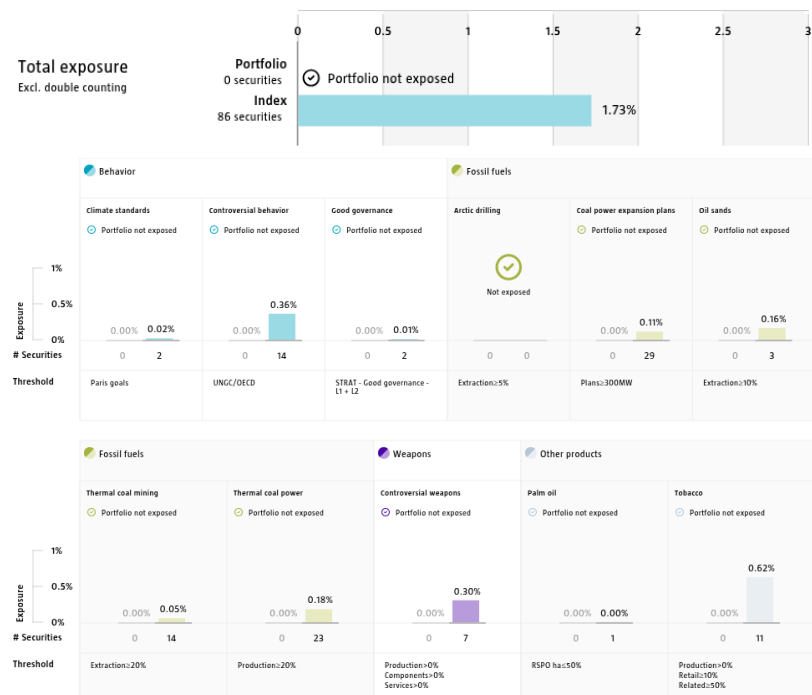 0 0.5 1 1.5 2 2.5 3
Total exposure
Excl. double counting
Portfolio
0 securities
Portfolio not exposed
Index
86 securities
1.73%
Behavior
Fossil fuels
Climate standards
Controversial behavior
Good governance
Arctic drilling
Coal power expansion plans
Oil sands
Portfolio not exposed
Portfolio not exposed
Portfolio not exposed
Portfolio not exposed
Portfolio not exposed
Not exposed
Exposure
1%
0.5%
0%
0.00% 0.02%
0.00% 0.36%
0.00% 0.01%
0.00% 0.11%
0.00% 0.16%
# Securities
0 2
0 14
0 2
0 0
0 29
0 3
Threshold
Paris goals
UNGC/OECD
STRAT - Good governance -
L1 + L2
Extraction≥5%
Plans≥300MW
Extraction≥10%
Fossil fuels
Weapons
Other products
Thermal coal mining
Thermal coal power
Controversial weapons
Palm oil
Tobacco
Portfolio not exposed
Portfolio not exposed
Portfolio not exposed
Portfolio not exposed
Portfolio not exposed
Exposure
1%
0.5%
0%
0.00% 0.05%
0.00% 0.18%
0.00% 0.30%
0.00% 0.00%
0.00% 0.62%
# Securities
0 14
0 23
0 7
0 1
0 11
Threshold
Extraction≥20%
Production≥20%
Production>0%
Components>0%
Services>0%
RSPO ha≤50%
Production>0%
Retail≥10%
Related≥50%